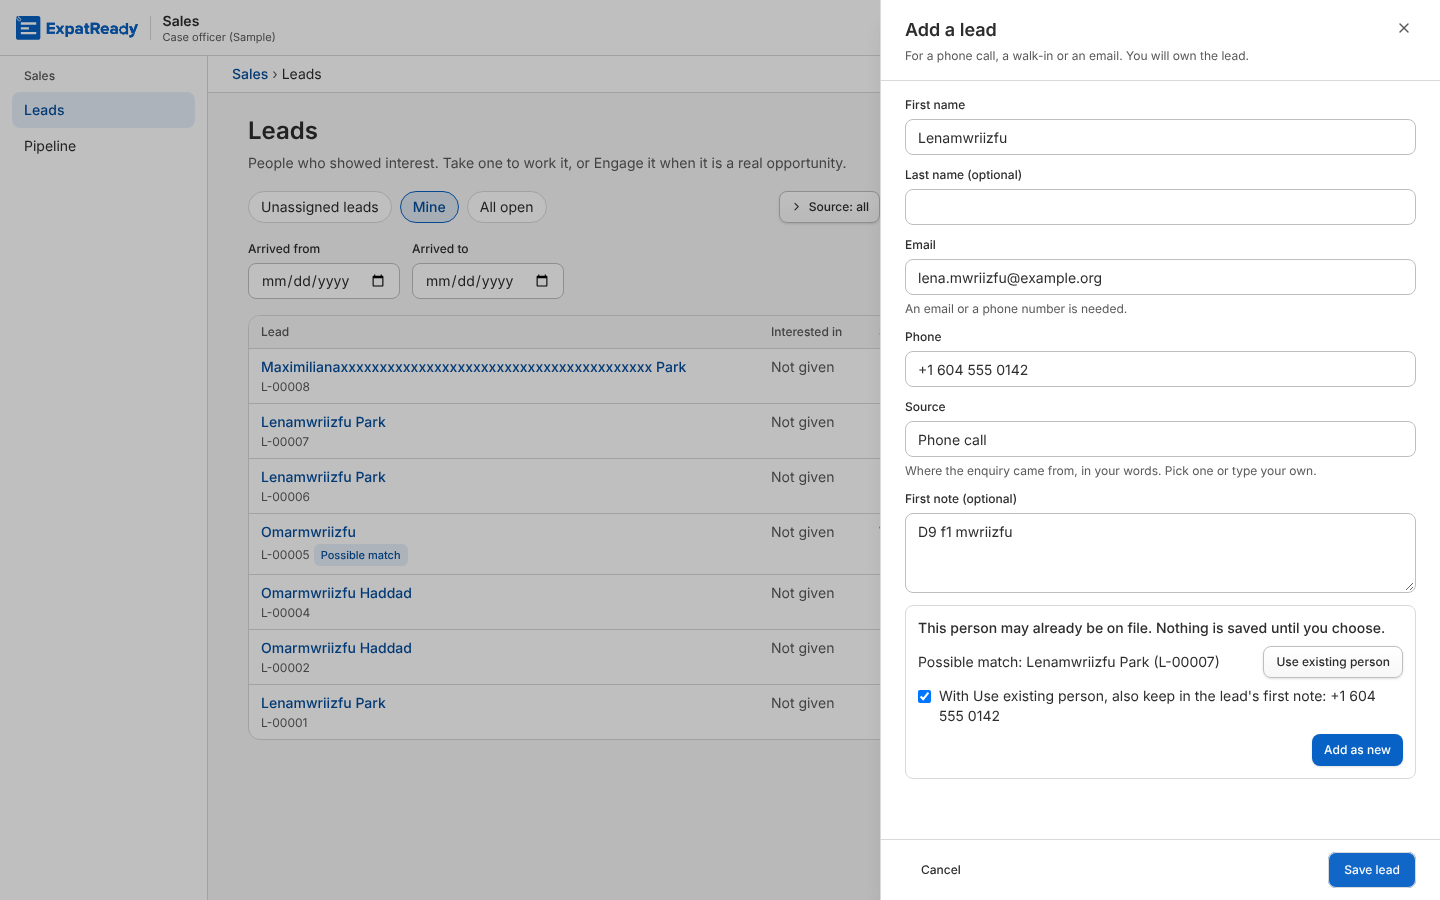 ExpatReady
Sales
Case officer (Sample)
Sales
Leads
Pipeline
Sales › Leads
Leads
People who showed interest. Take one to work it, or Engage it when it is a real opportunity.
Unassigned leads
Mine
All open
Source: all
Arrived from
Arrived to
mm/dd/yyyy
mm/dd/yyyy
Lead
Interested in
Maximilianaxxxxxxxxxxxxxxxxxxxxxxxxxxxxxxxxxxxxxxxx Park
Not given
L-00008
Lenamwriizfu Park
Not given
L-00007
Lenamwriizfu Park
Not given
L-00006
Omarmwriizfu
Not given
L-00005 Possible match
Omarmwriizfu Haddad
Not given
L-00004
Omarmwriizfu Haddad
Not given
L-00002
Lenamwriizfu Park
Not given
L-00001
Add a lead
For a phone call, a walk-in or an email. You will own the lead.
First name
Lenamwriizfu
Last name (optional)
Email
lena.mwriizfu@example.org
An email or a phone number is needed.
Phone
+1 604 555 0142
Source
Phone call
Where the enquiry came from, in your words. Pick one or type your own.
First note (optional)
D9 f1 mwriizfu
This person may already be on file. Nothing is saved until you choose.
Possible match: Lenamwriizfu Park (L-00007)
Use existing person
With Use existing person, also keep in the lead's first note: +1 604
555 0142
Add as new
Cancel
Save lead